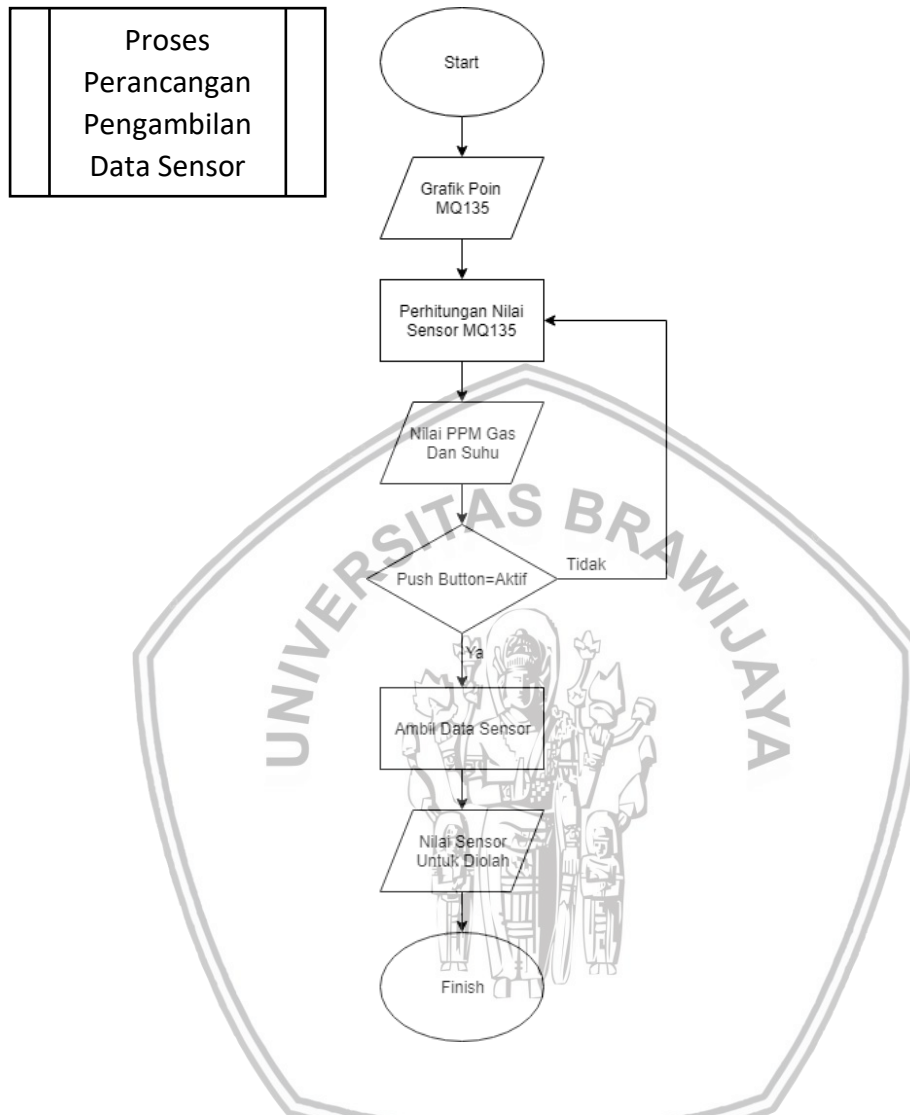 Proses
Perancangan
Pengambilan
Data Sensor
Start
Grafik Poin
MQ135
Perhitungan Nilai
Sensor MQ135
Nilai PPM Gas
Dan Suhu
UNIVERSITAS BRAWIJAYA
Push Button=Aktif
Tidak
Ya
Ambil Data Sensor
Nilai Sensor
Untuk Diolah
Finish